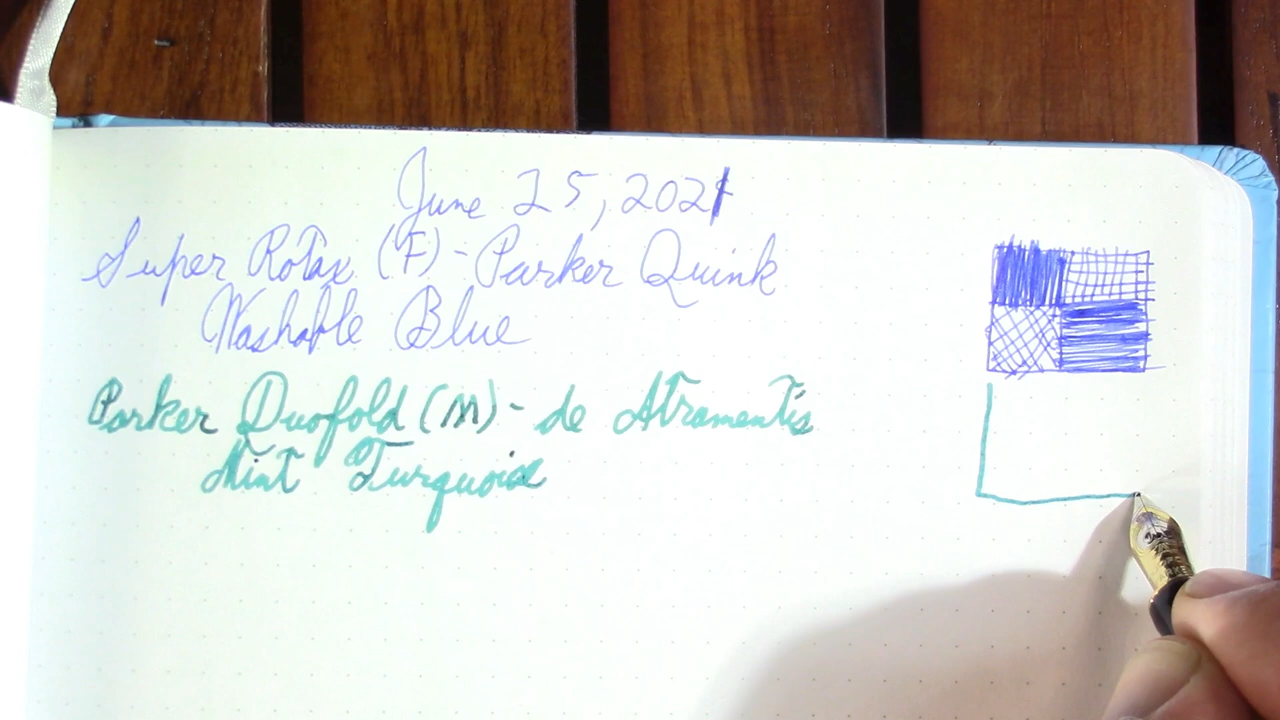 June 25, 2021
Super Rotax (F) - Parker Quink
Washable Blue
Parker Duofold (M) - de Atramentis
Mint Turquoise